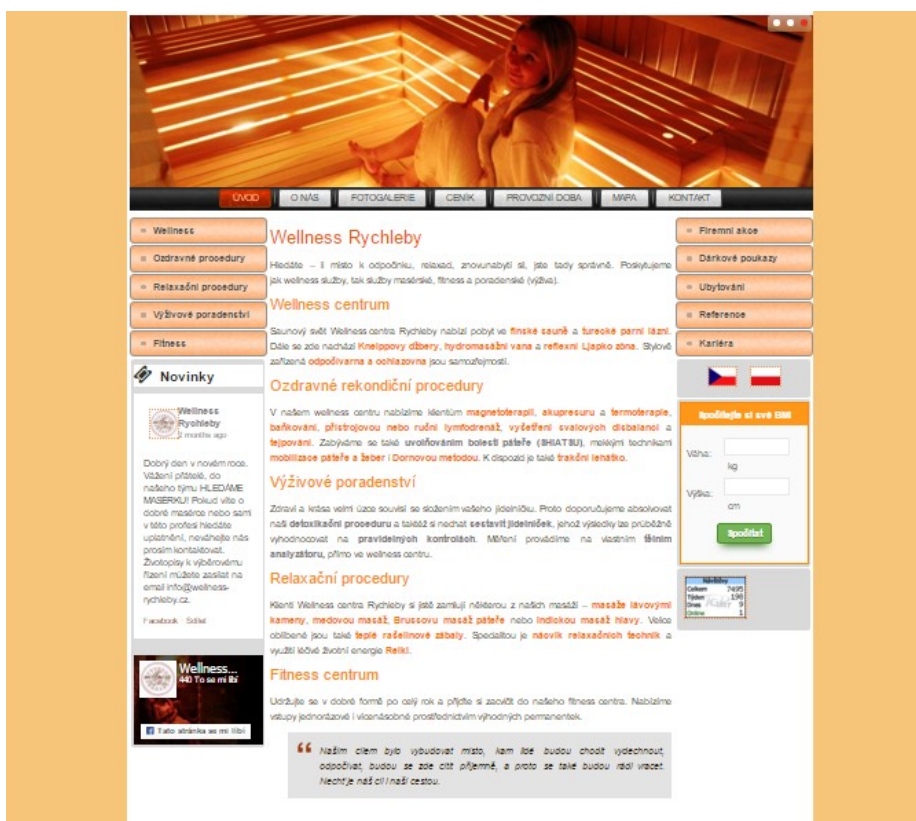 ÚVOD
O NÁS
FOTOGALERIE
CENÍK
PROVOZNÍ DOBA
MAPA
KONTAKT
Wellness
Ozdravné procedury
Relaxační procedury
Výživové poradenství
Fitness
Novinky
Wellness
Rychleby
2 months ago
Dobrý den v novém roce.
Vážení přátelé, do
našeho týmu HLEDÁME
MASÉRKU! Pokud víte o
dobré masérce nebo sami
v této profesi hledáte
uplatnění, neváhejte nás
prosím kontaktovat.
Životopisy k výběrovému
řízení můžete zasílat na
email info@wellness-
rychleby.cz.
Facebook Sdílet
Wellness...
440 To se mi líbí
Tato stránka se mi líbí
Wellness Rychleby
Hledáte – li místo k odpočinku, relaxaci, znovunabytí sil, jste tady správně. Poskytujeme
jak wellness služby, tak služby masérské, fitness a poradenské (výživa).
Wellness centrum
Saunový svět Wellness centra Rychleby nabízí pobyt ve finské sauně a turecké parní lázni.
Dále se zde nachází Kneippovy džbery, hydromasážní vana a reflexní Ljapko zóna. Stylově
zařízená odpočívarna a ochlazovna jsou samozřejmostí.
Ozdravné rekondiční procedury
V našem wellness centru nabízíme klientům magnetoterapii, akupresuru a termoterapie,
baňkování, přístrojovou nebo ruční lymfodrenáž, vyšetření svalových disbalancí a
tejpování. Zabýváme se také uvolňováním bolestí páteře (SHIATSU), měkkými technikami
mobilizace páteře a žeber i Dornovou metodou. K dispozici je také trakční lehátko.
Výživové poradenství
Zdraví a krása velmi úzce souvisí se složením vašeho jídelníčku. Proto doporučujeme absolvovat
naši detoxikační proceduru a taktéž si nechat sestavit jídelníček, jehož výsledky lze průběžně
vyhodnocovat na pravidelných kontrolách. Měření provádíme na vlastním tělním
analyzátoru, přímo ve wellness centru.
Relaxační procedury
Klienti Wellness centra Rychleby si jistě zamilují některou z našich masáží – masáže lávovými
kameny, medovou masáž, Brussovu masáž páteře nebo indickou masáž hlavy. Velice
oblíbené jsou také teplé rašelinové zábaly. Specialitou je nácvik relaxačních technik a
využití léčivé životní energie Reiki.
Fitness centrum
Udržujte se v dobré formě po celý rok a přijďte si zacvičit do našeho fitness centra. Nabízíme
vstupy jednorázové i vícenásobné prostřednictvím výhodných permanentek.
Naším cílem bylo vybudovat místo, kam lidé budou chodit vydechnout,
odpočívat, budou se zde cítit příjemně, a proto se také budou rádi vracet.
Nechť je náš cíl i naší cestou.
Firemní akce
Dárkové poukazy
Ubytování
Reference
Kariéra
Spočítejte si své BMI
Váha:
kg
Výška:
cm
Spočítat
Návštěvy
Celkem 7495
Týden 198
Dnes 9
Online 1